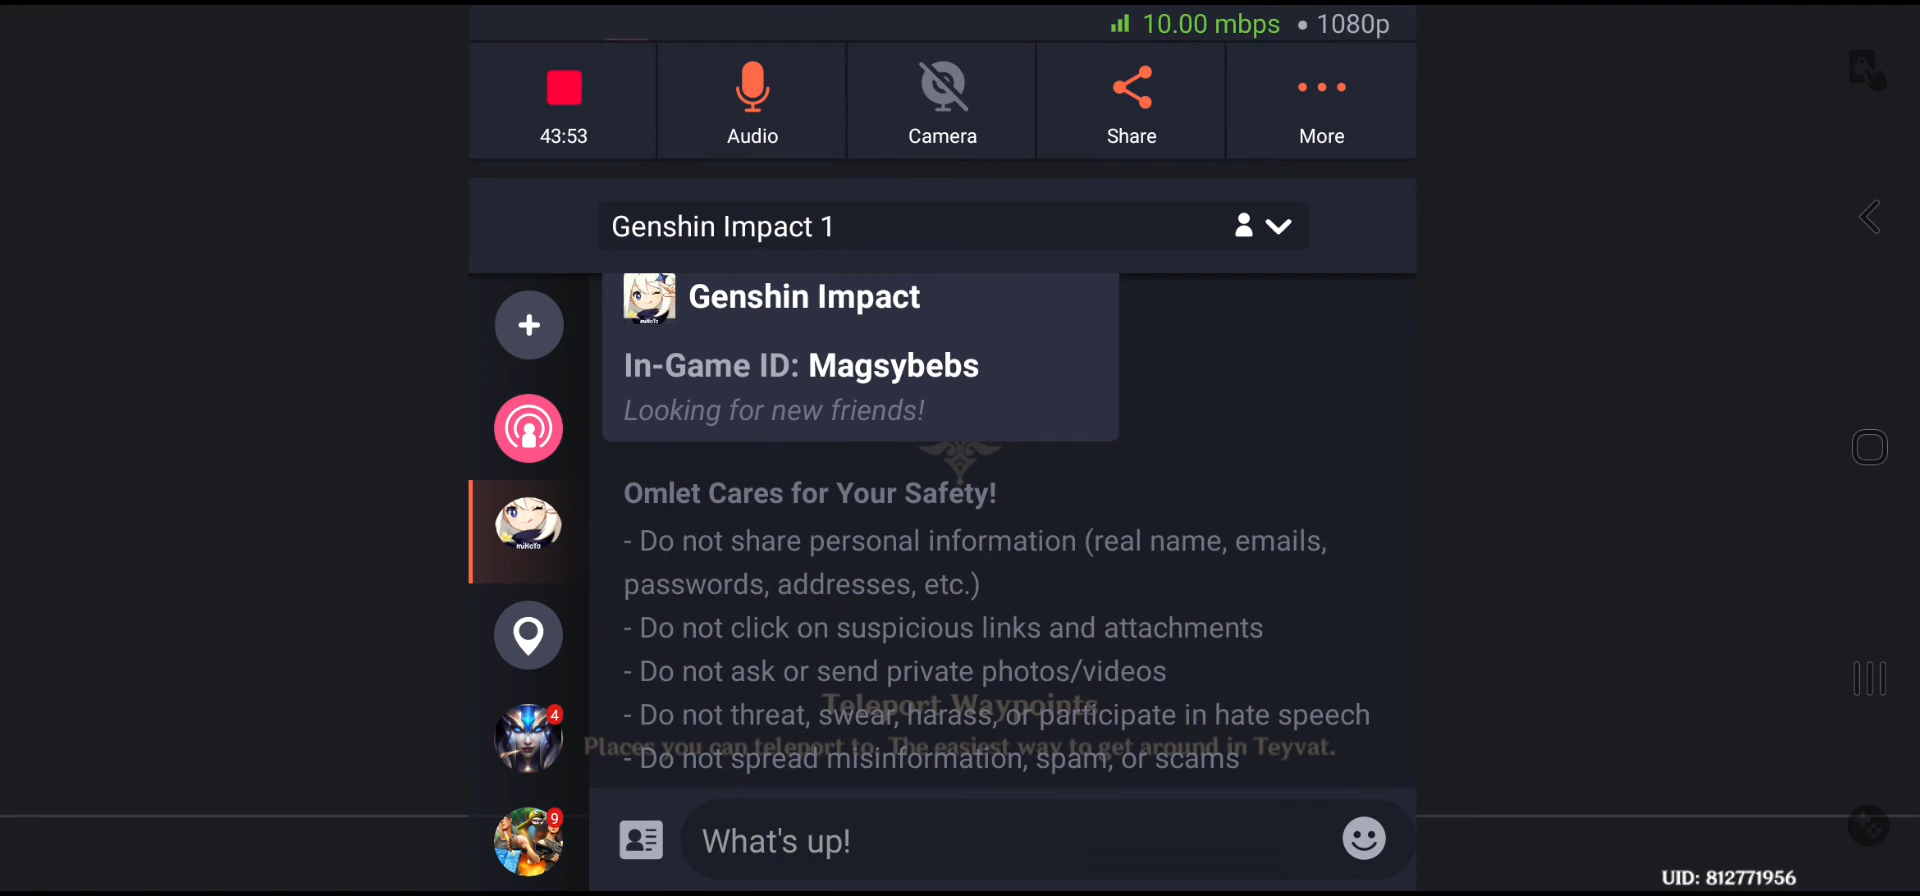 10.00 mbps • 1080p
43:53
Audio
Camera
Share
More
Genshin Impact 1
Genshin Impact
miHoYo
In-Game ID: Magsybebs
Looking for new friends!
Omlet Cares for Your Safety!
- Do not share personal information (real name, emails,
passwords, addresses, etc.)
miHoYo
- Do not click on suspicious links and attachments
- Do not ask or send private photos/videos
Teleport Waypoints
- Do not threat, swear, harass, or participate in hate speech
4
Places you can teleport to. The easiest way to get around in Teyvat.
- Do not spread misinformation, spam, or scams
9
What's up!
UID: 812771956